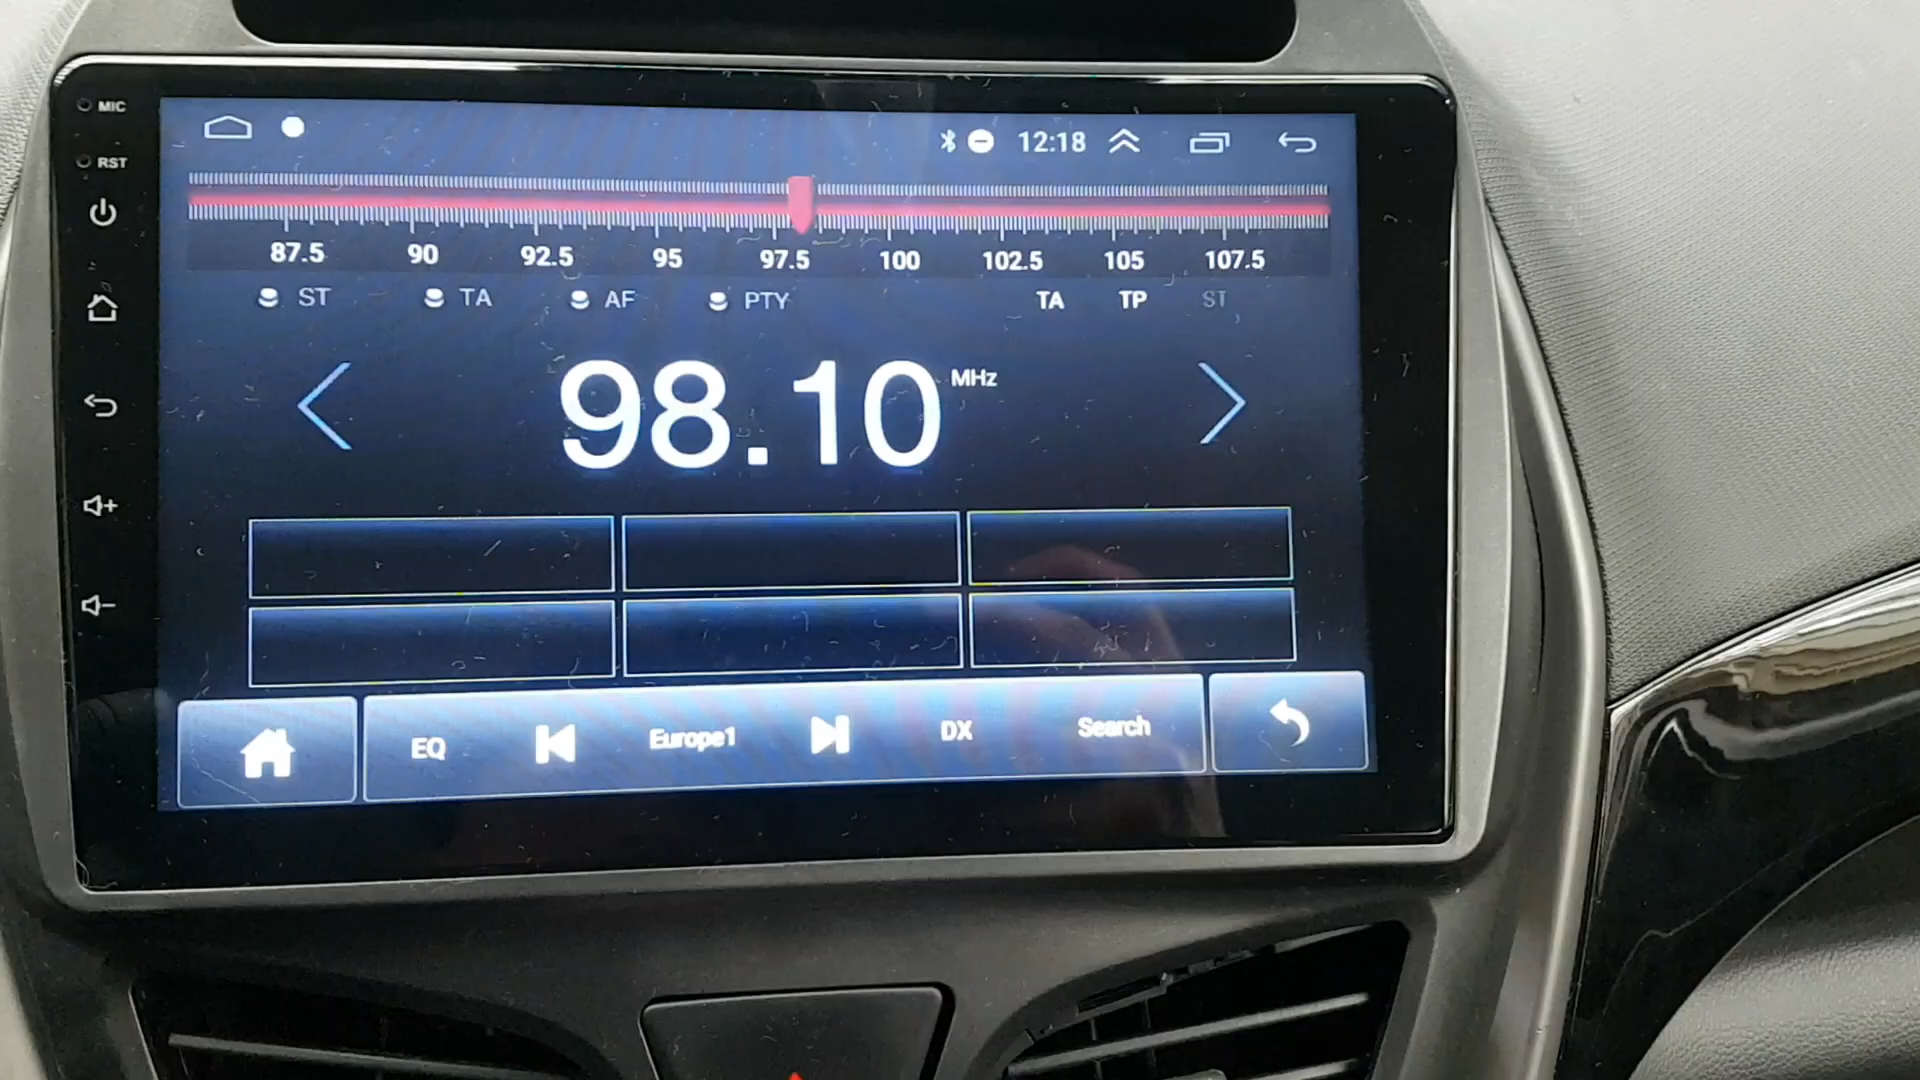 MIC
RST
12:18
87.5 90 92.5 95 97.5 100 102.5 105 107.5
ST TA AF PTY TA TP ST
98.10 MHz
EQ Europe1 DX Search